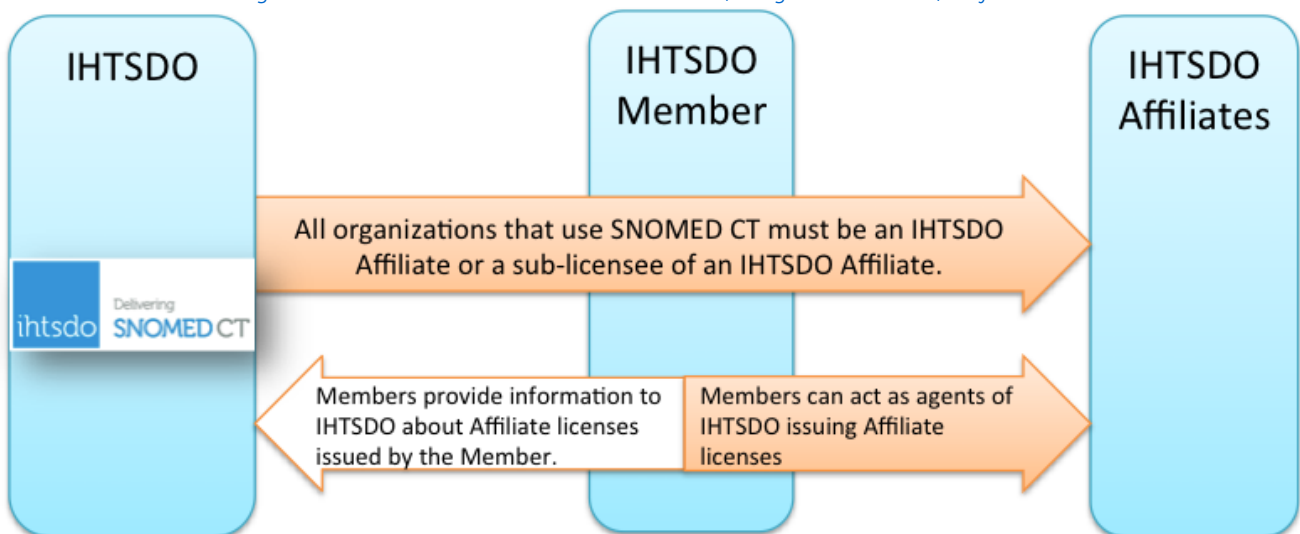 IHTSDO
IHTSDO
Member
IHTSDO
Affiliates
All organizations that use SNOMED CT must be an IHTSDO
Affiliate or a sub-licensee of an IHTSDO Affiliate.
ihtsdo
Delivering
SNOMED CT
Members provide information to
IHTSDO about Affiliate licenses
issued by the Member.
Members can act as agents of
IHTSDO issuing Affiliate
licenses